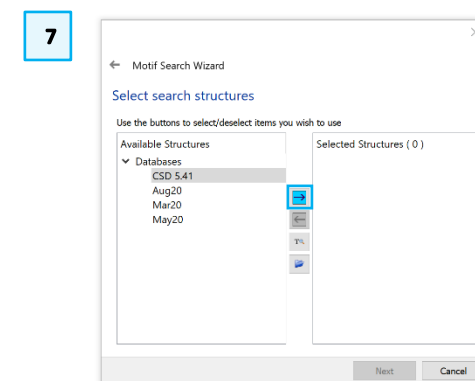 7
← Motif Search Wizard
Select search structures
Use the buttons to select/deselect items you wish to use
Available Structures
Databases
CSD 5.41
Aug20
Mar20
May20
Selected Structures ( 0 )
Next
Cancel